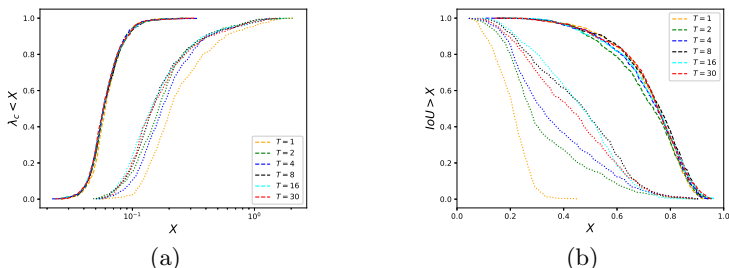 1.0
0.8
0.6
0.4
0.2
0.0
λc < X
T = 1
T = 2
T = 4
T = 8
T = 16
T = 30
10⁻¹
10⁰
X
(a)
1.0
0.8
0.6
0.4
0.2
0.0
IoU > X
T = 1
T = 2
T = 4
T = 8
T = 16
T = 30
0.0 0.2 0.4 0.6 0.8 1.0
X
(b)